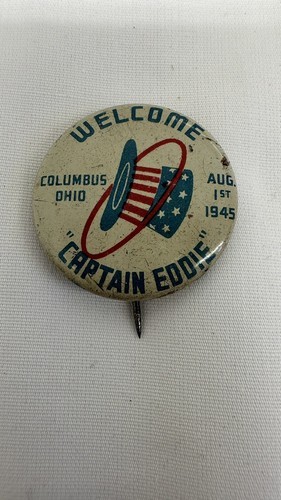 WELCOME
COLUMBUS
OHIO
AUG.
1ST
1945
"CAPTAIN EDDIE"